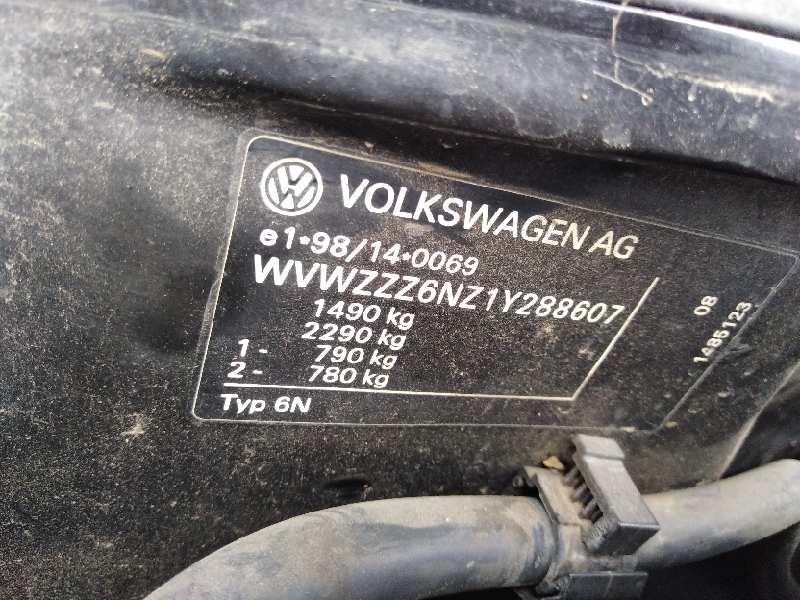 VOLKSWAGEN AG
e1*98/14*0069
WVWZZZ6NZ1Y288607
1490 kg
2290 kg
1- 790 kg
2- 780 kg
Typ 6N
08
1485123